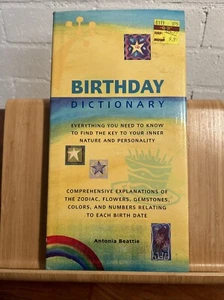 BIRTHDAY
DICTIONARY
EVERYTHING YOU NEED TO KNOW
TO FIND THE KEY TO YOUR INNER
NATURE AND PERSONALITY
COMPREHENSIVE EXPLANATIONS OF
THE ZODIAC, FLOWERS, GEMSTONES,
COLORS, AND NUMBERS RELATING
TO EACH BIRTH DATE
Antonia Beattie